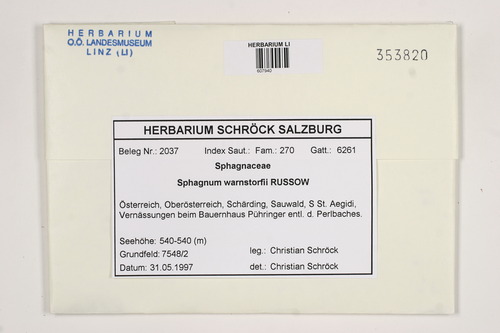 HERBARIUM
O.Ö. LANDESMUSEUM
LINZ (LI)
HERBARIUM LI
607940
353820
HERBARIUM SCHRÖCK SALZBURG
Beleg Nr.: 2037 Index Saut.: Fam.: 270 Gatt.: 6261
Sphagnaceae
Sphagnum warnstorfii RUSSOW
Österreich, Oberösterreich, Schärding, Sauwald, S St. Aegidi,
Vernässungen beim Bauernhaus Pühringer entl. d. Perlbaches.
Seehöhe: 540-540 (m)
Grundfeld: 7548/2 leg.: Christian Schröck
Datum: 31.05.1997 det.: Christian Schröck